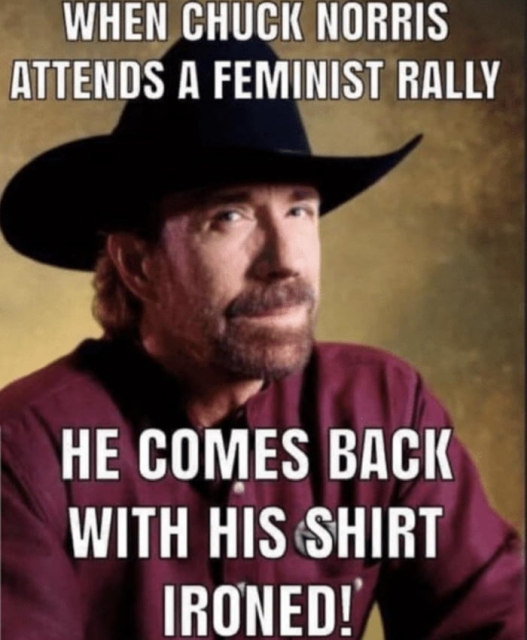 WHEN CHUCK NORRIS
ATTENDS A FEMINIST RALLY
HE COMES BACK
WITH HIS SHIRT
IRONED!